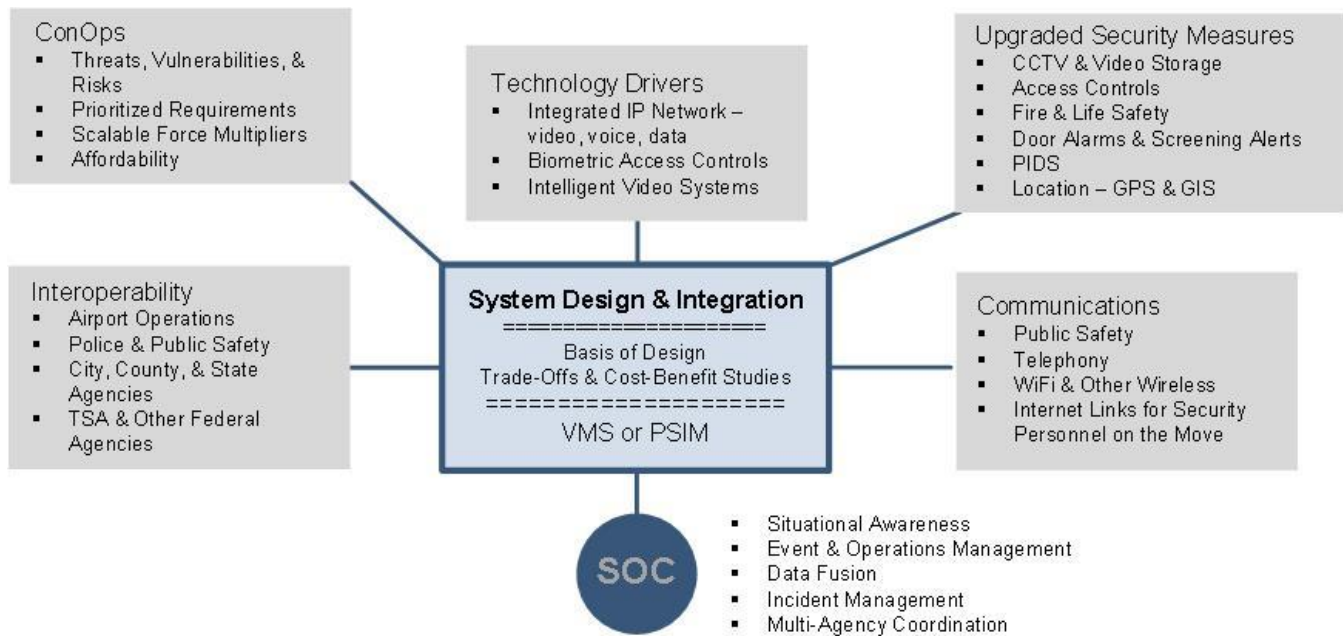 ConOps
▪ Threats, Vulnerabilities, &
Risks
▪ Prioritized Requirements
▪ Scalable Force Multipliers
▪ Affordability
Technology Drivers
▪ Integrated IP Network –
video, voice, data
▪ Biometric Access Controls
▪ Intelligent Video Systems
Upgraded Security Measures
▪ CCTV & Video Storage
▪ Access Controls
▪ Fire & Life Safety
▪ Door Alarms & Screening Alerts
▪ PIDS
▪ Location – GPS & GIS
Interoperability
▪ Airport Operations
▪ Police & Public Safety
▪ City, County, & State
Agencies
▪ TSA & Other Federal
Agencies
System Design & Integration
======================
Basis of Design
Trade-Offs & Cost-Benefit Studies
======================
VMS or PSIM
Communications
▪ Public Safety
▪ Telephony
▪ WiFi & Other Wireless
▪ Internet Links for Security
Personnel on the Move
SOC
▪ Situational Awareness
▪ Event & Operations Management
▪ Data Fusion
▪ Incident Management
▪ Multi-Agency Coordination